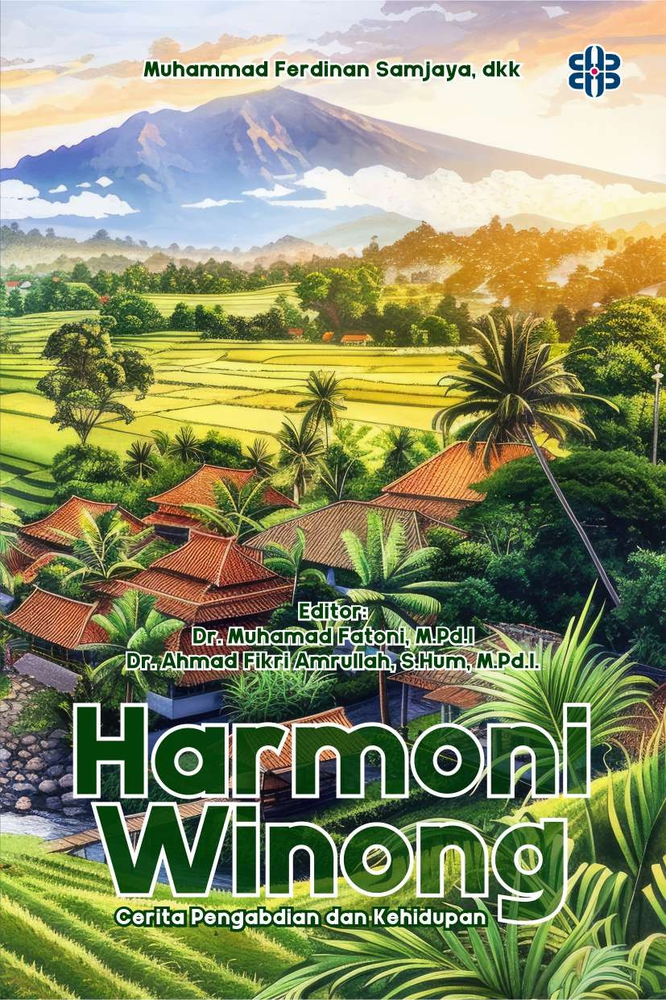 Muhammad Ferdinan Samjaya, dkk
Editor:
Dr. Muhamad Fatoni, M.Pd.I
Dr. Ahmad Fikri Amrullah, S.Hum, M.Pd.I.
Harmoni
Winong
Cerita Pengabdian dan Kehidupan